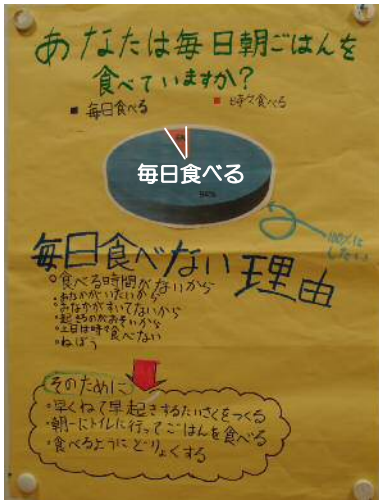 あなたは毎日朝ごはんを
食べていますか？
■ 毎日食べる ■ 時々食べる
毎日食べる
94%
100%に
したい
毎日食べない理由
食べる時間がないから
おなかがいたいから
おなかがすいてないから
起きるのがおそいから
土日は時々食べない
ねぼう
そのために
・早くねて早起きするたいさくをつくる
・朝一にトイレに行ってごはんを食べる
・食べるようにどりょくする